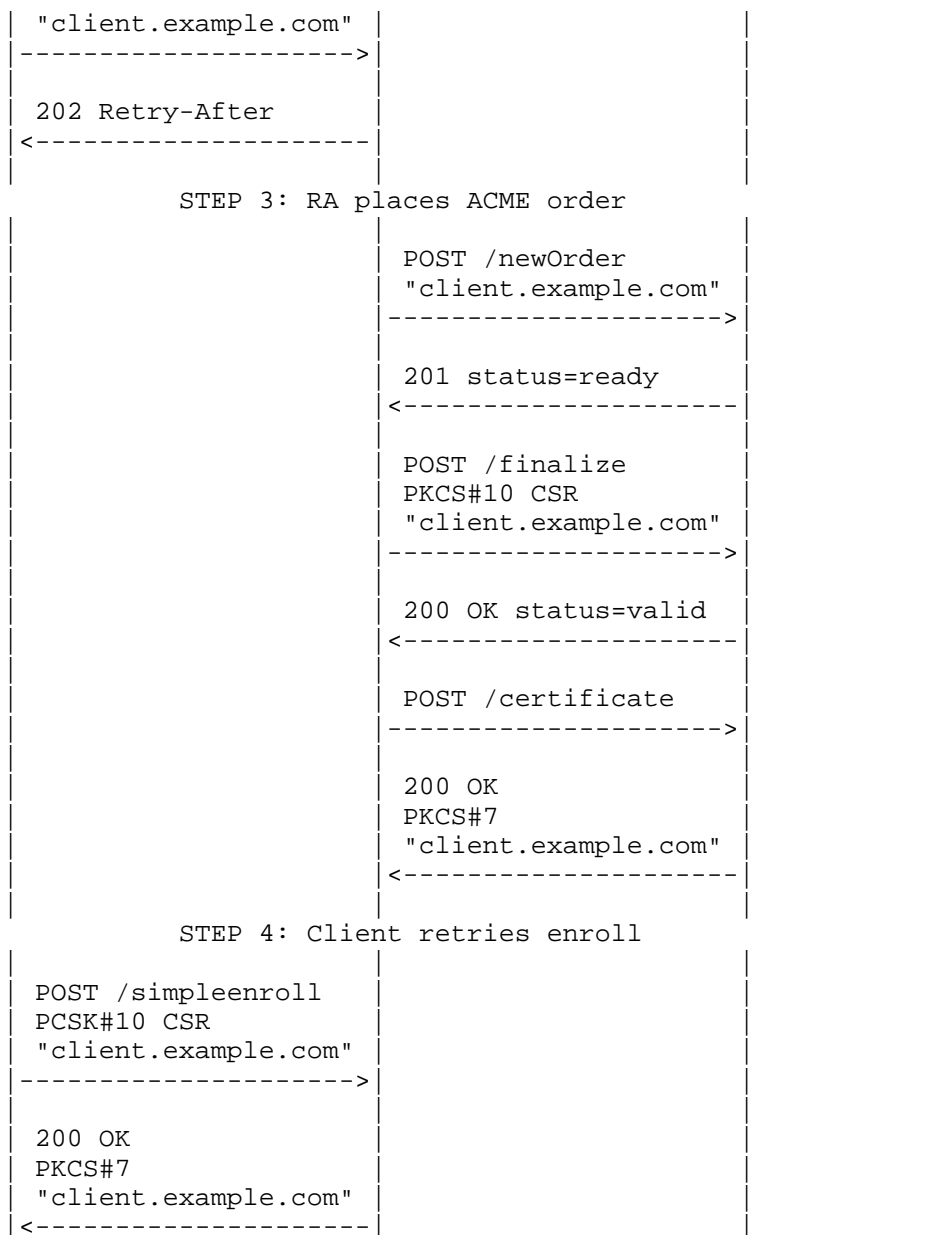 "client.example.com"
--------------------->
202 Retry-After
<---------------------
STEP 3: RA places ACME order
POST /newOrder
"client.example.com"
--------------------->
201 status=ready
<---------------------
POST /finalize
PKCS#10 CSR
"client.example.com"
--------------------->
200 OK status=valid
<---------------------
POST /certificate
--------------------->
200 OK
PKCS#7
"client.example.com"
<---------------------
STEP 4: Client retries enroll
POST /simpleenroll
PCSK#10 CSR
"client.example.com"
--------------------->
200 OK
PKCS#7
"client.example.com"
<---------------------